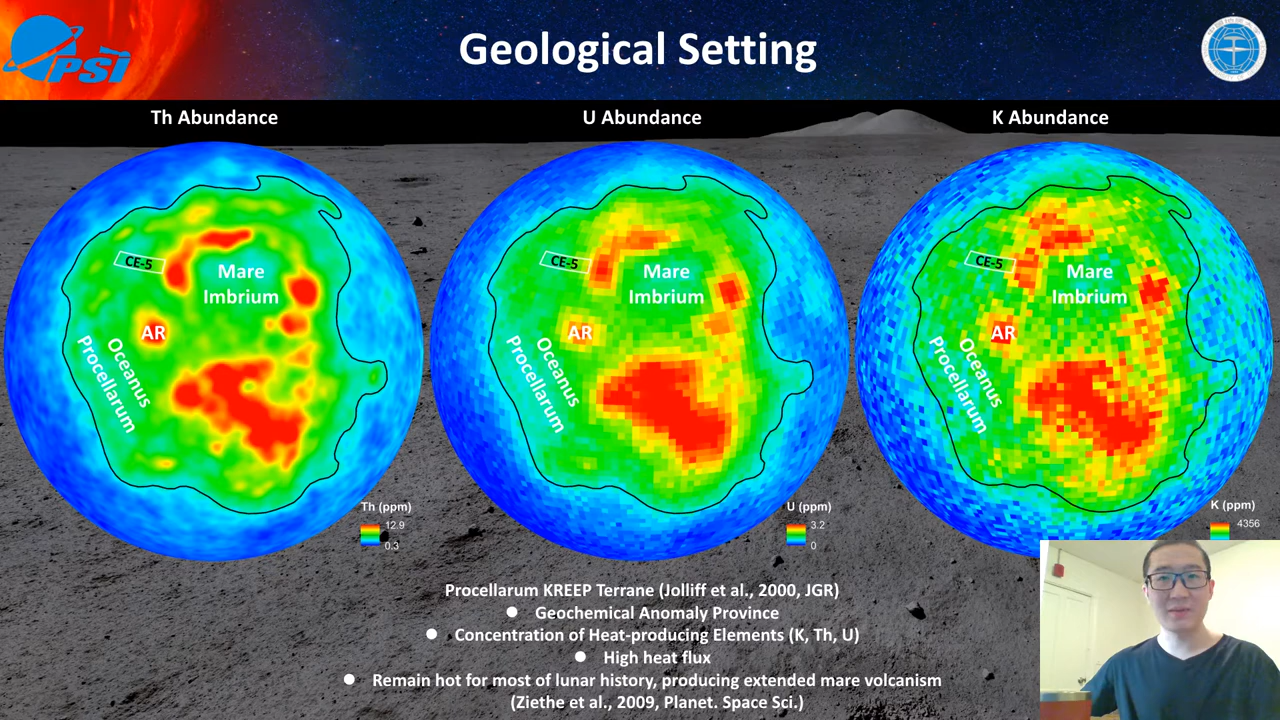 PSI
Geological Setting
Th Abundance
U Abundance
K Abundance
CE-5
Mare
Imbrium
AR
Oceanus
Procellarum
Th (ppm)
12.9
0.3
CE-5
Mare
Imbrium
AR
Oceanus
Procellarum
U (ppm)
3.2
0
CE-5
Mare
Imbrium
AR
Oceanus
Procellarum
K (ppm)
4356
Procellarum KREEP Terrane (Jolliff et al., 2000, JGR)
● Geochemical Anomaly Province
● Concentration of Heat-producing Elements (K, Th, U)
● High heat flux
● Remain hot for most of lunar history, producing extended mare volcanism
(Ziethe et al., 2009, Planet. Space Sci.)